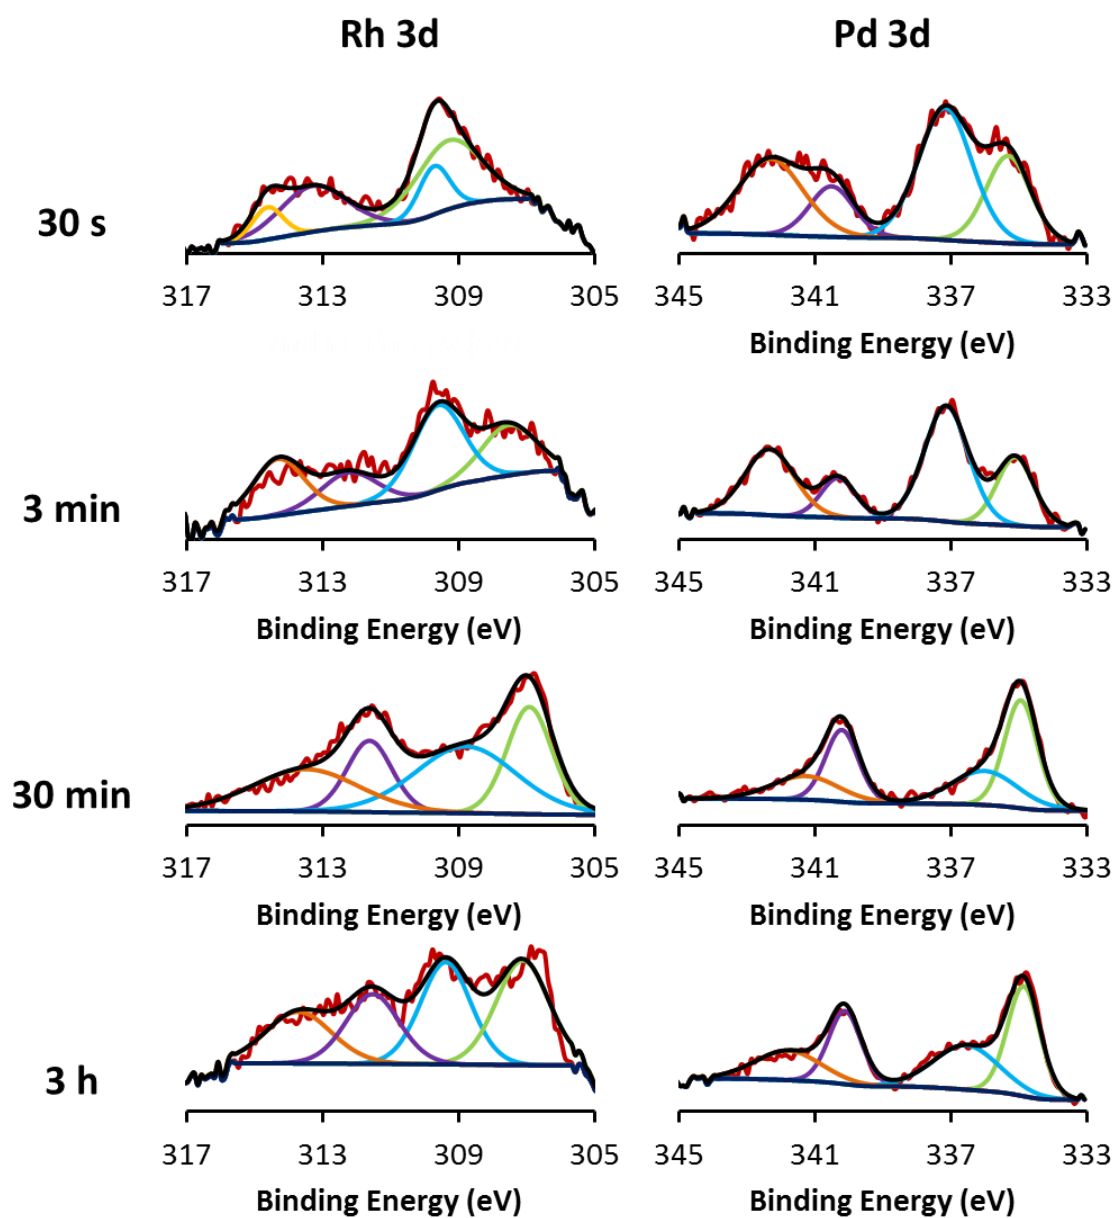 Rh 3d Pd 3d
30 s
317 313 309 305 345 341 337 333
Binding Energy (eV)
3 min
317 313 309 305 345 341 337 333
Binding Energy (eV) Binding Energy (eV)
30 min
317 313 309 305 345 341 337 333
Binding Energy (eV) Binding Energy (eV)
3 h
317 313 309 305 345 341 337 333
Binding Energy (eV) Binding Energy (eV)